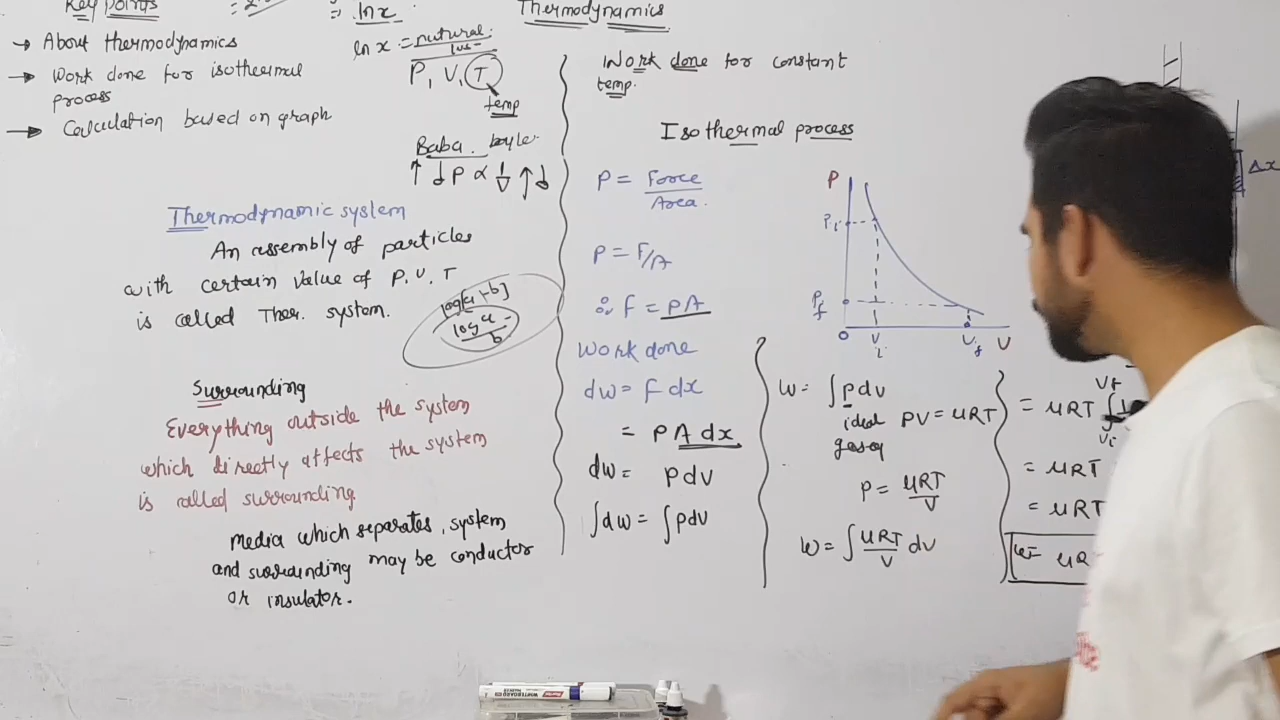 Key points
→ About thermodynamics
→ Work done for isothermal
process
→ Calculation based on graph
= ln x
ln x = natural
P, V, T
temp
Baba boyle
↑↓ P ∝ 1/V ↑↓
Thermodynamic system
An assembly of particles
with certain value of P, V, T
is called Ther. system.
log a/b
Surrounding
Everything outside the system
which directly affects the system
is called surrounding
Media which separates, system
and surrounding may be conductor
or insulator.
Thermodynamics
Work done for constant
temp.
Isothermal process
P = Force/Area.
P = F/A
∴ F = PA
Work done
dw = F dx
= P A dx
dw = Pdv
∫dw = ∫Pdv
P
Pi
Pf
O
Vi
Vf
V
W = ∫Pdv
ideal PV = μRT
gas eq
P = μRT/V
W = ∫ μRT/V dv
Δx
Vf
= μRT ∫
Vi
= μRT
= μRT
W= μR
WHITEBOARD